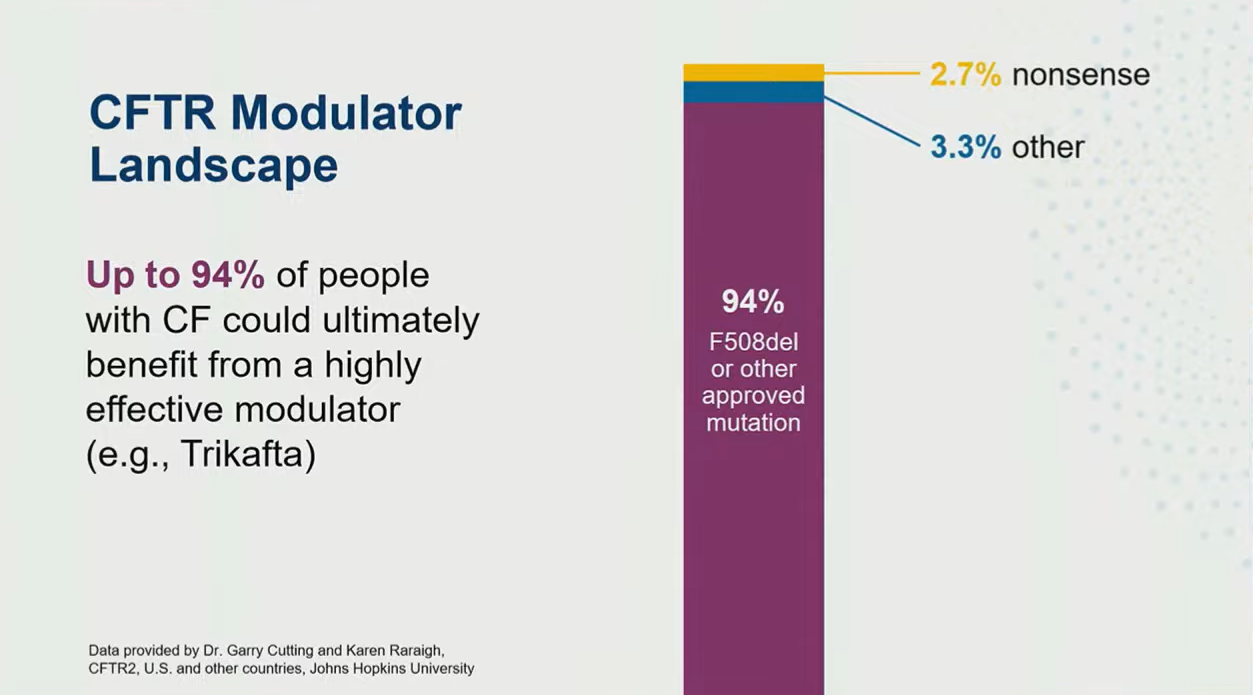 CFTR Modulator
Landscape
Up to 94% of people
with CF could ultimately
benefit from a highly
effective modulator
(e.g., Trikafta)
2.7% nonsense
3.3% other
94%
F508del
or other
approved
mutation
Data provided by Dr. Garry Cutting and Karen Raraigh,
CFTR2, U.S. and other countries, Johns Hopkins University